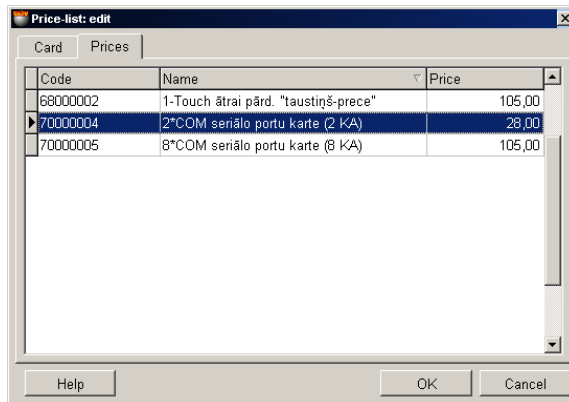 Price-list: edit
Card Prices
Code Name Price
68000002 1-Touch ātrai pārd. "taustiņš-prece" 105,00
70000004 2*COM seriālo portu karte (2 KA) 28,00
70000005 8*COM seriālo portu karte (8 KA) 105,00
Help OK Cancel